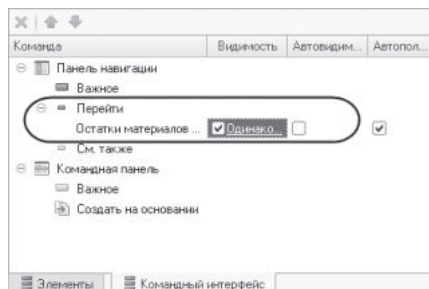 Команда Видимость Автовидим... Автопол...
Панель навигации
Важное
Перейти
Остатки материалов ... Одинако...
См. также
Командная панель
Важное
Создать на основании
Элементы Командный интерфейс